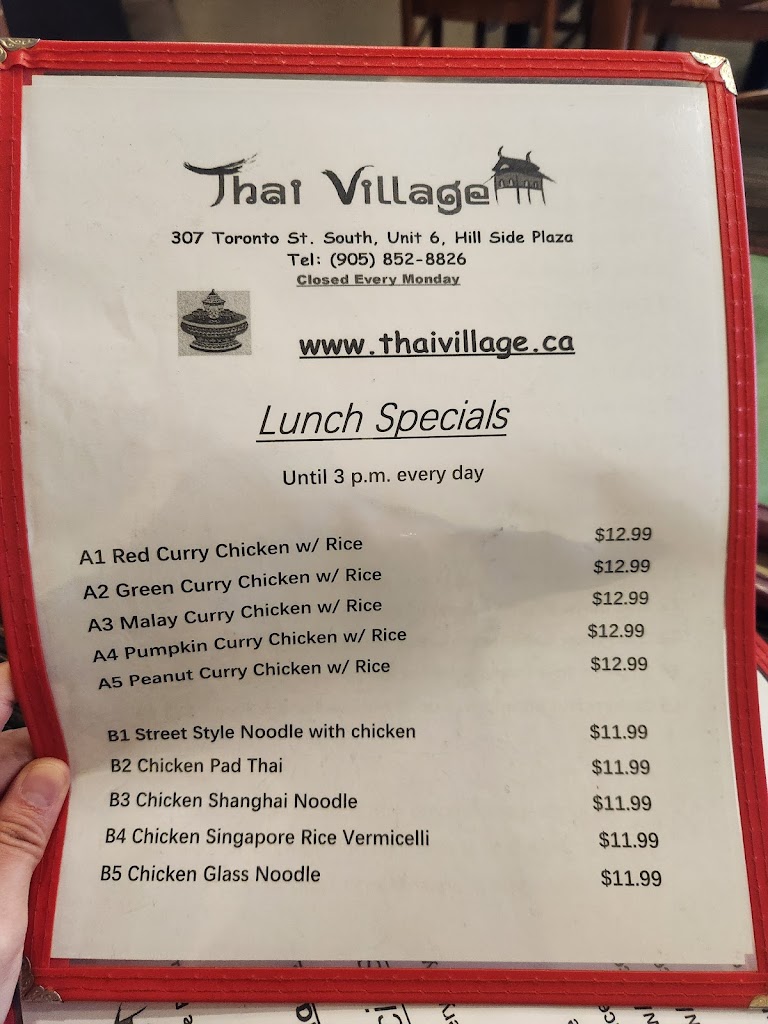 Thai Village
307 Toronto St. South, Unit 6, Hill Side Plaza
Tel: (905) 852-8826
Closed Every Monday
www.thaivillage.ca
Lunch Specials
Until 3 p.m. every day
A1 Red Curry Chicken w/ Rice $12.99
A2 Green Curry Chicken w/ Rice $12.99
A3 Malay Curry Chicken w/ Rice $12.99
A4 Pumpkin Curry Chicken w/ Rice $12.99
A5 Peanut Curry Chicken w/ Rice $12.99
B1 Street Style Noodle with chicken $11.99
B2 Chicken Pad Thai $11.99
B3 Chicken Shanghai Noodle $11.99
B4 Chicken Singapore Rice Vermicelli $11.99
B5 Chicken Glass Noodle $11.99